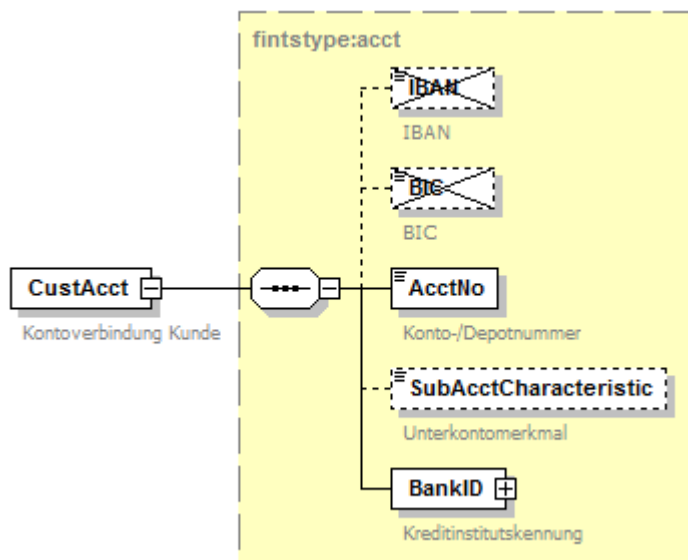 fintstype:acct
IBAN
IBAN
BIC
BIC
CustAcct
Kontoverbindung Kunde
AcctNo
Konto-/Depotnummer
SubAcctCharacteristic
Unterkontomerkmal
BankID
Kreditinstitutskennung